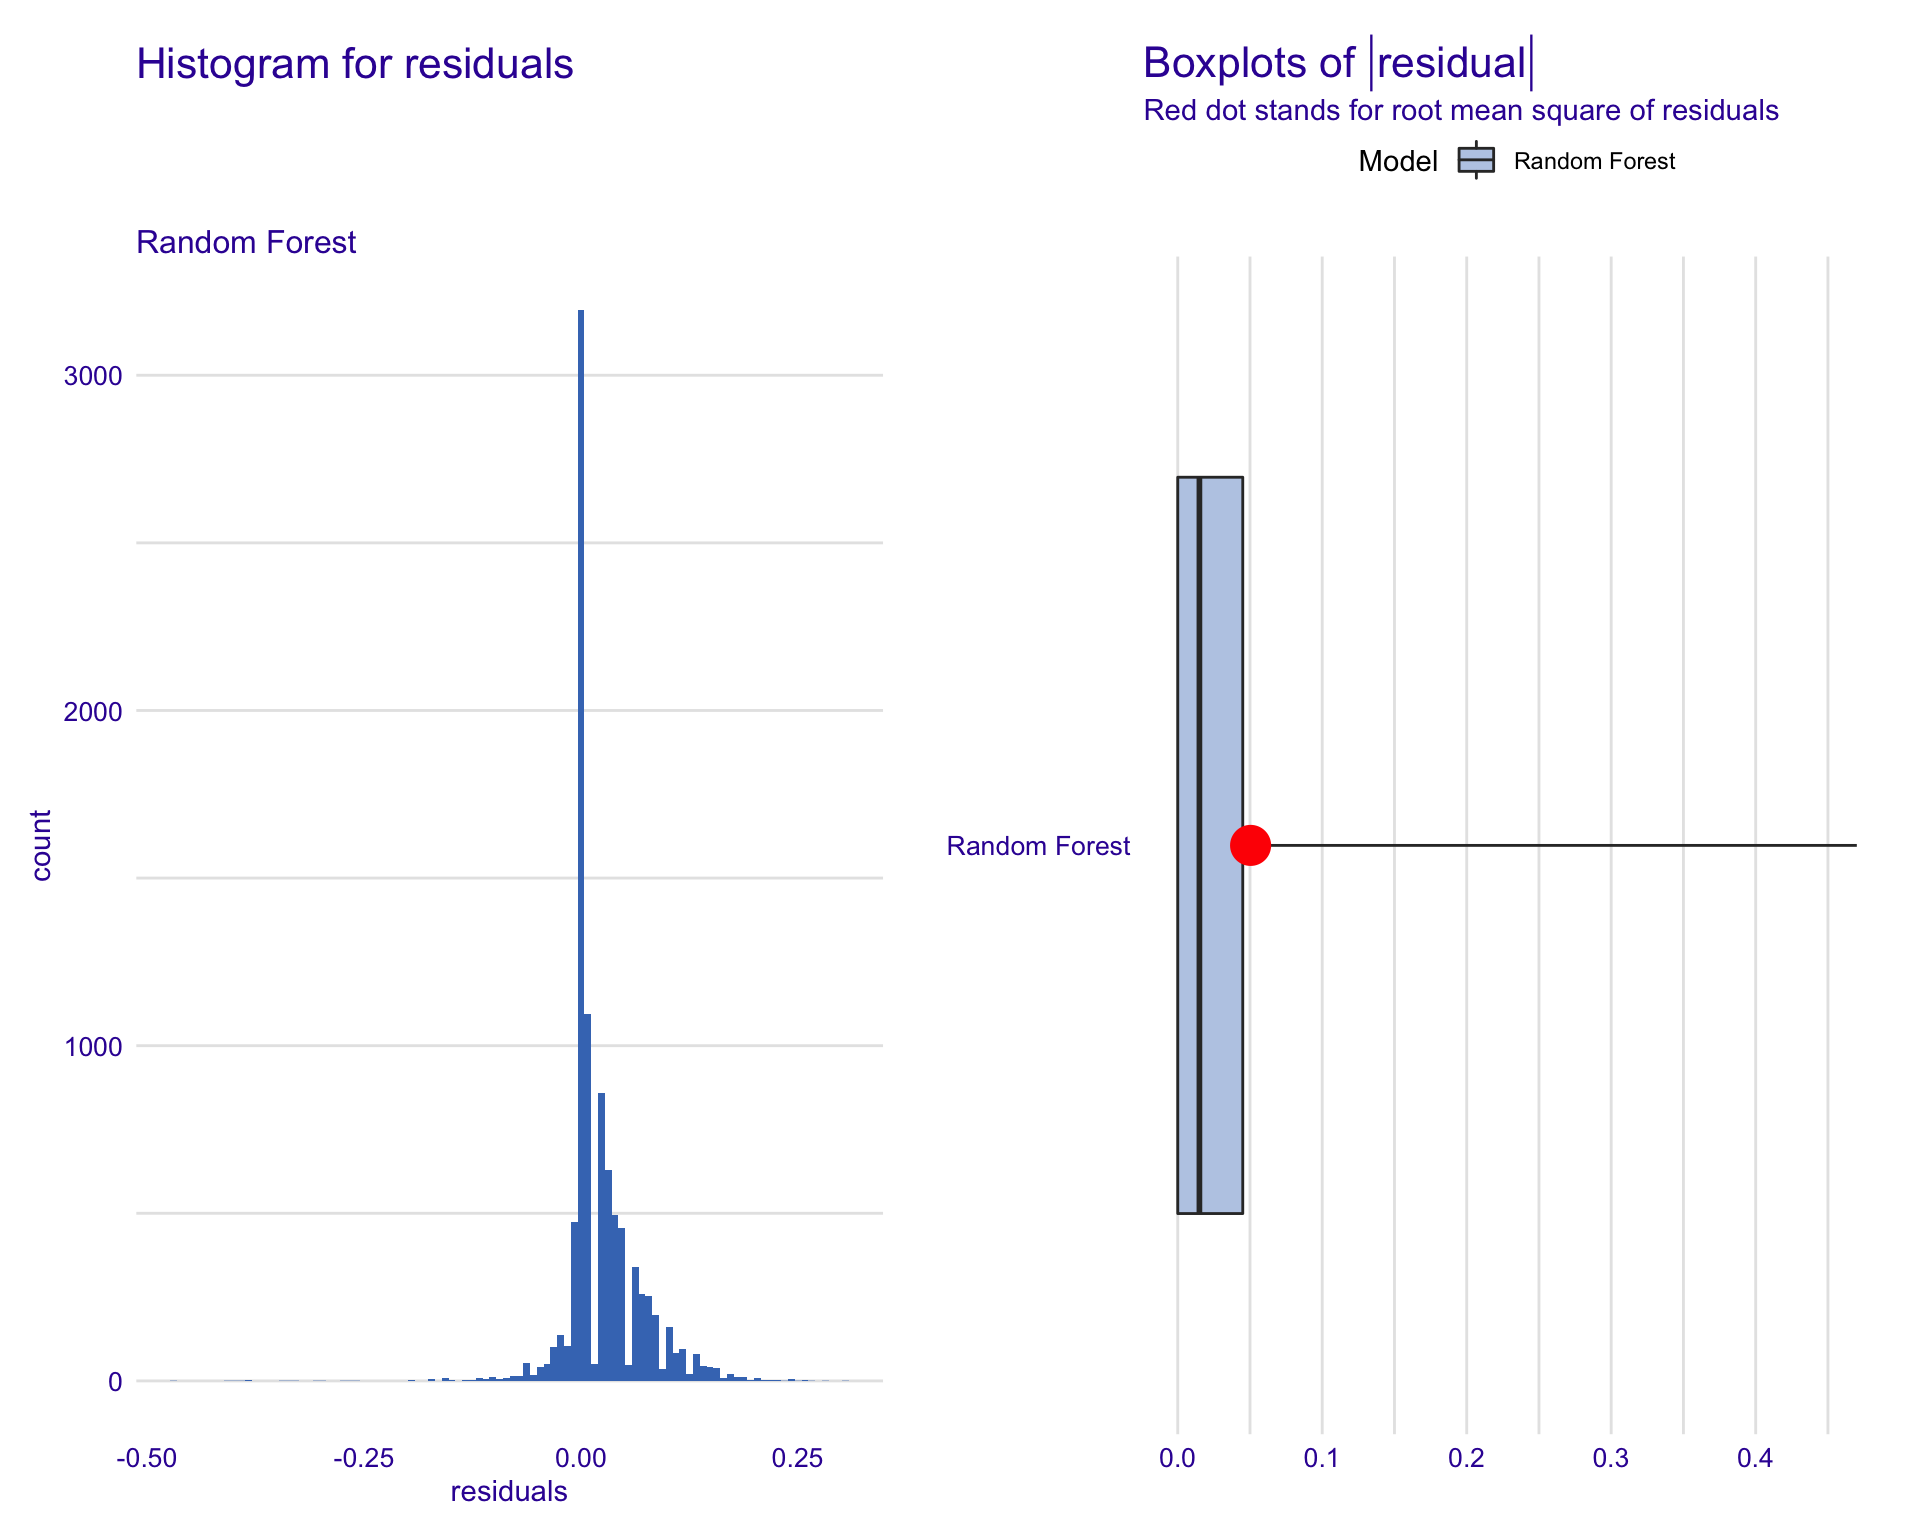 Histogram for residuals
Random Forest
3000
2000
1000
0
count
-0.50 -0.25 0.00 0.25
residuals
Boxplots of |residual|
Red dot stands for root mean square of residuals
Model Random Forest
Random Forest
0.0 0.1 0.2 0.3 0.4